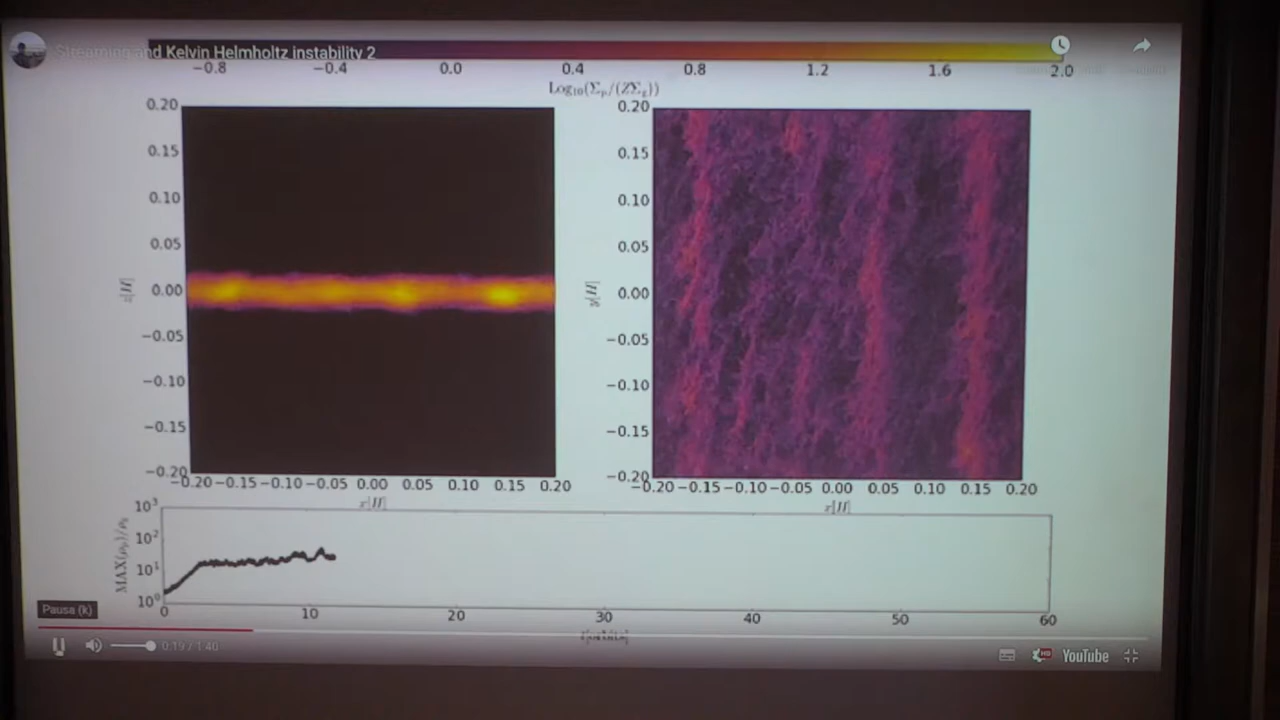 Streaming and Kelvin Helmholtz instability 2
−0.8 −0.4 0.0 0.4 0.8 1.2 1.6 2.0
Log₁₀(Σₚ/(ZΣg))
0.20 0.20
0.15 0.15
0.10 0.10
0.05 0.05
z[H] 0.00 y[H] 0.00
−0.05 −0.05
−0.10 −0.10
−0.15 −0.15
−0.20 −0.20
−0.20 −0.15 −0.10 −0.05 0.00 0.05 0.10 0.15 0.20 −0.20 −0.15 −0.10 −0.05 0.00 0.05 0.10 0.15 0.20
x[H] x[H]
10³
10²
10¹
10⁰
0 10 20 30 40 50 60
Pausa (k)
0:19 / 1:40
HD YouTube